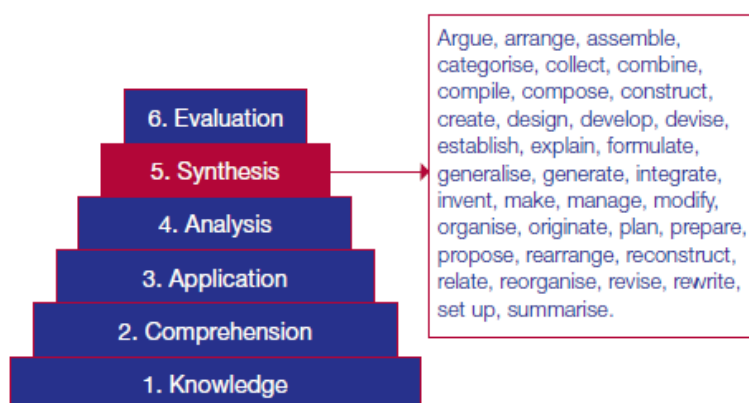 6. Evaluation
5. Synthesis
4. Analysis
3. Application
2. Comprehension
1. Knowledge
Argue, arrange, assemble,
categorise, collect, combine,
compile, compose, construct,
create, design, develop, devise,
establish, explain, formulate,
generalise, generate, integrate,
invent, make, manage, modify,
organise, originate, plan, prepare,
propose, rearrange, reconstruct,
relate, reorganise, revise, rewrite,
set up, summarise.